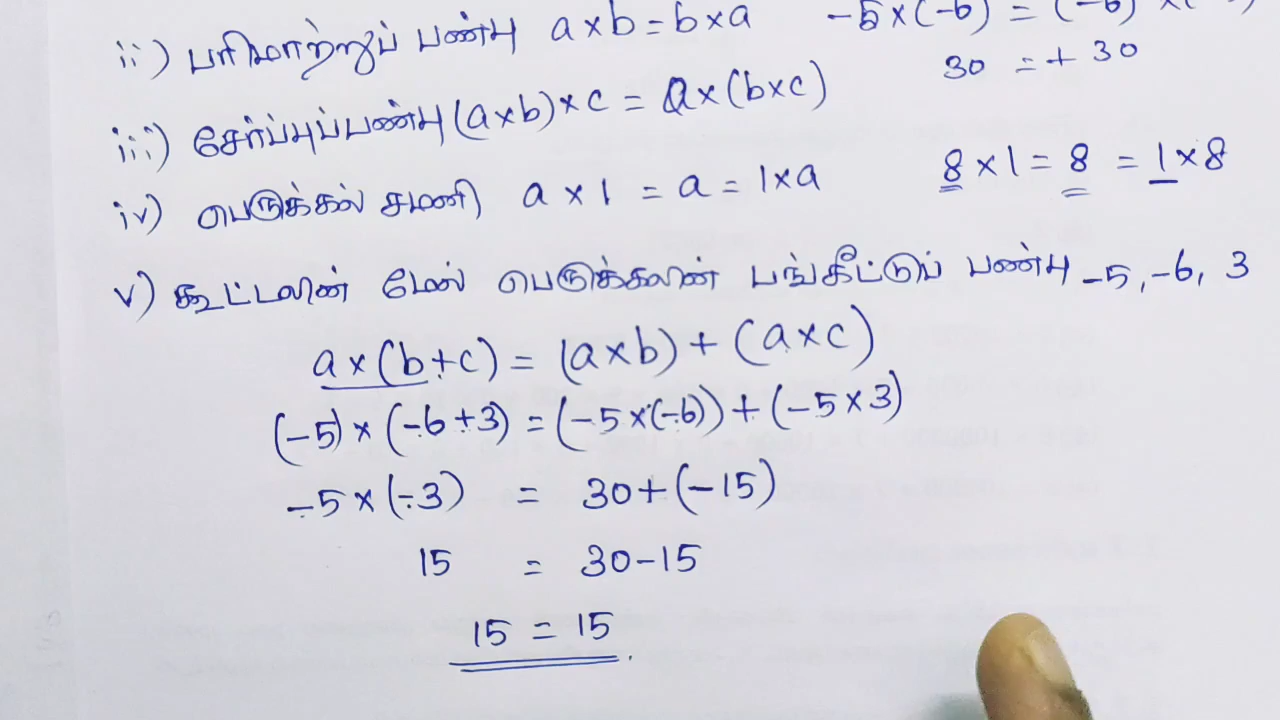 ii) பரிமாற்றுப் பண்பு a×b=b×a -5×(-6) = (-6)
30 = +30
iii) சேர்ப்புப்பண்பு (a×b)×c = a×(b×c)
iv) பெருக்கல் சமனி a×1 = a = 1×a 8×1 = 8 = 1×8
v) கூட்டலின் மேல் பெருக்கலின் பங்கீட்டுப் பண்பு -5, -6, 3
a×(b+c) = (a×b) + (a×c)
(-5)×(-6+3) = (-5×(-6)) + (-5×3)
-5×(-3) = 30+(-15)
15 = 30-15
15 = 15